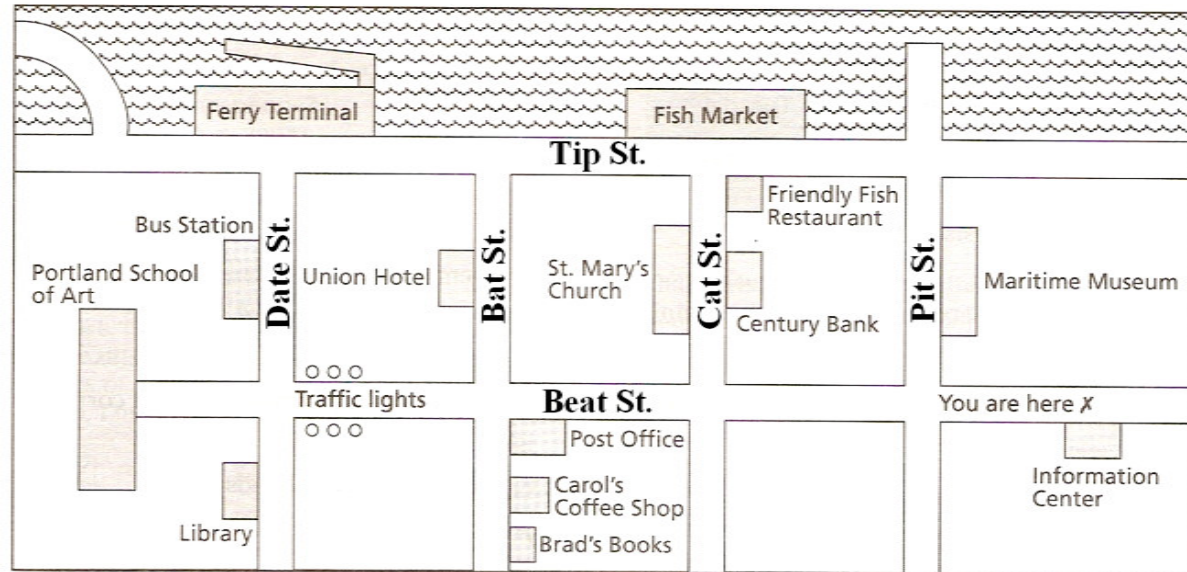 Ferry Terminal
Fish Market
Tip St.
Bus Station
Date St.
Portland School
of Art
Union Hotel
Bat St.
St. Mary's
Church
Cat St.
Friendly Fish
Restaurant
Century Bank
Pit St.
Maritime Museum
Traffic lights
Beat St.
You are here ✗
Post Office
Carol's
Coffee Shop
Brad's Books
Library
Information
Center